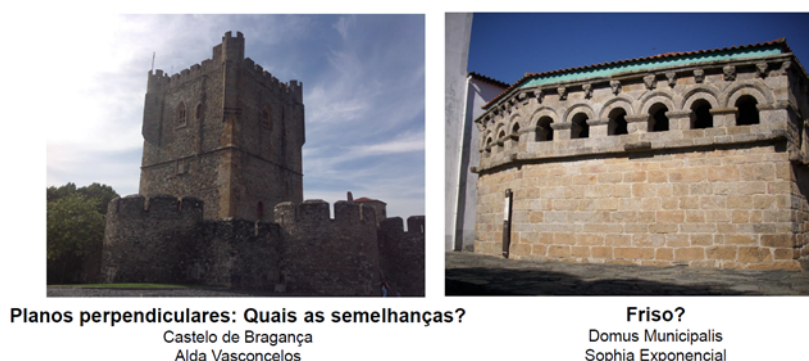 Planos perpendiculares: Quais as semelhanças?
Castelo de Bragança
Alda Vasconcelos
Friso?
Domus Municipalis
Sophia Exponencial